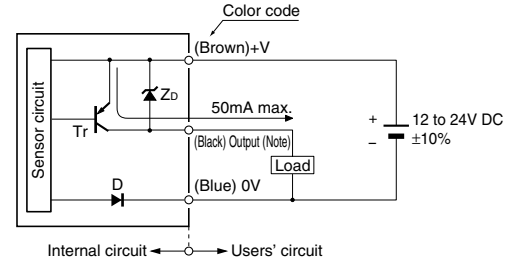 Color code
(Brown)+V
ZD
50mA max.
Sensor circuit
Tr
(Black) Output (Note)
+
12 to 24V DC
–
±10%
Load
D
(Blue) 0V
Internal circuit
Users' circuit